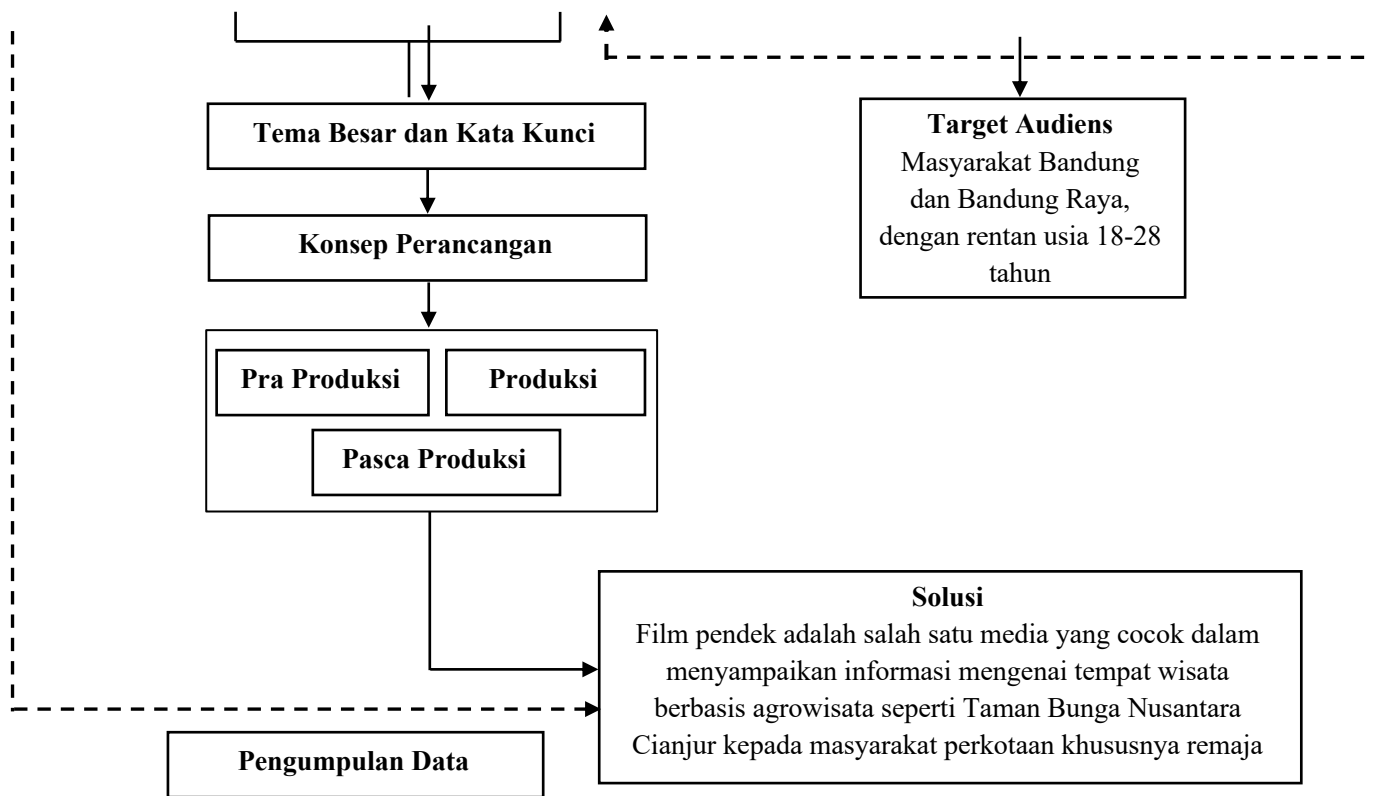 Tema Besar dan Kata Kunci
Target Audiens
Masyarakat Bandung
dan Bandung Raya,
dengan rentan usia 18-28
tahun
Konsep Perancangan
Pra Produksi
Produksi
Pasca Produksi
Solusi
Film pendek adalah salah satu media yang cocok dalam
menyampaikan informasi mengenai tempat wisata
berbasis agrowisata seperti Taman Bunga Nusantara
Cianjur kepada masyarakat perkotaan khususnya remaja
Pengumpulan Data